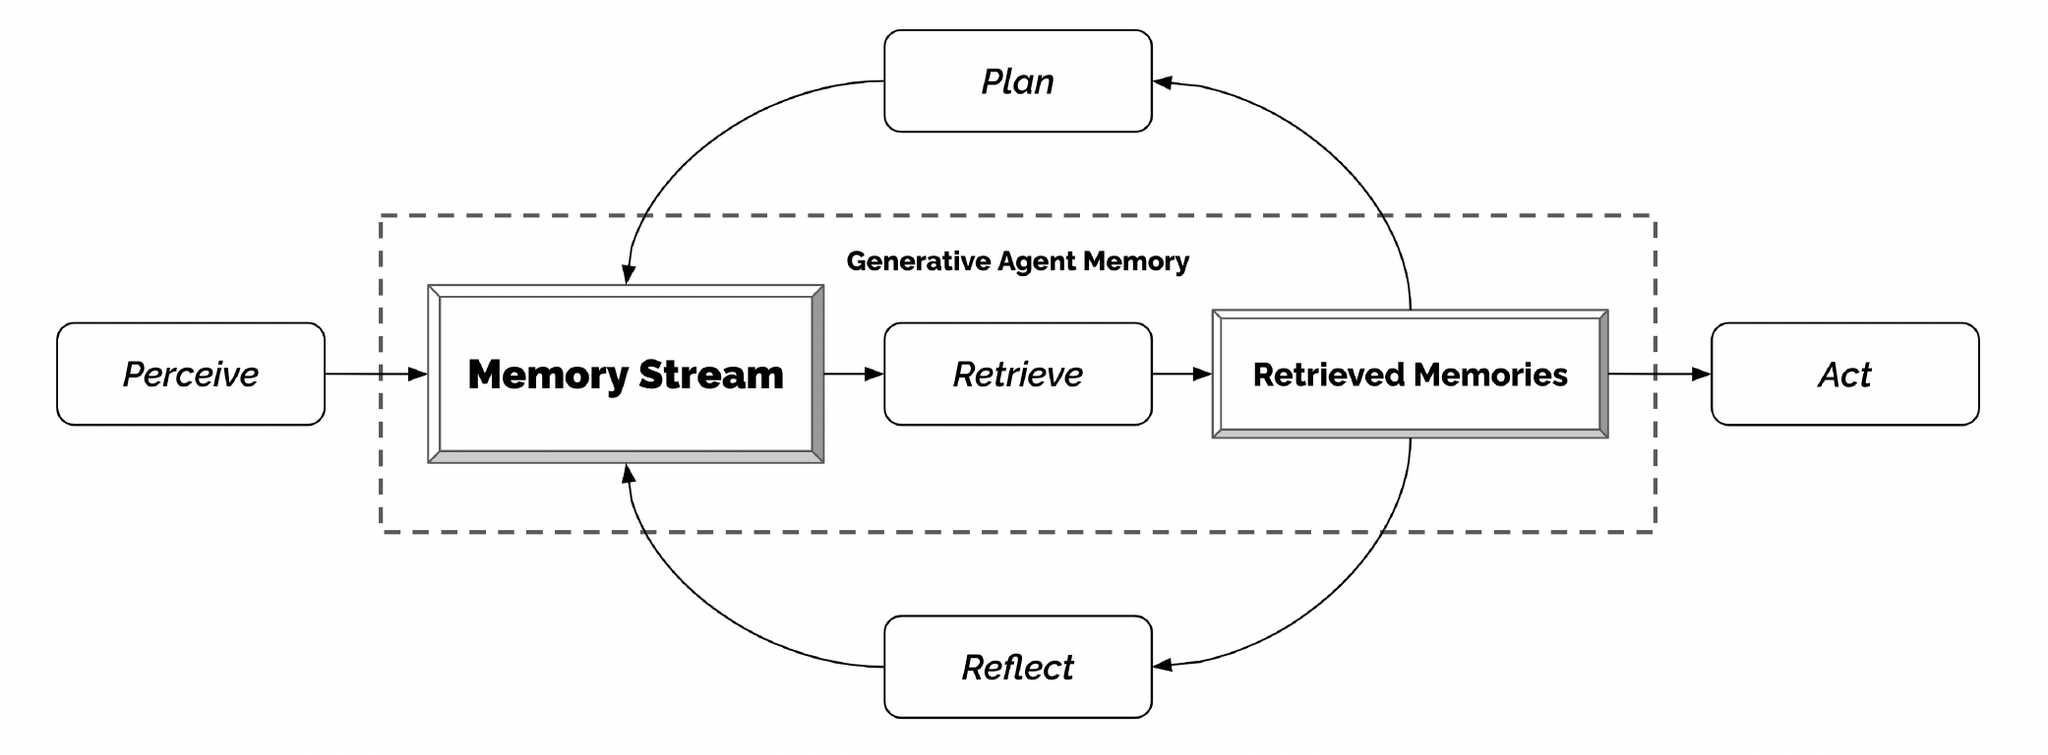 Plan
Generative Agent Memory
Perceive
Memory Stream
Retrieve
Retrieved Memories
Act
Reflect